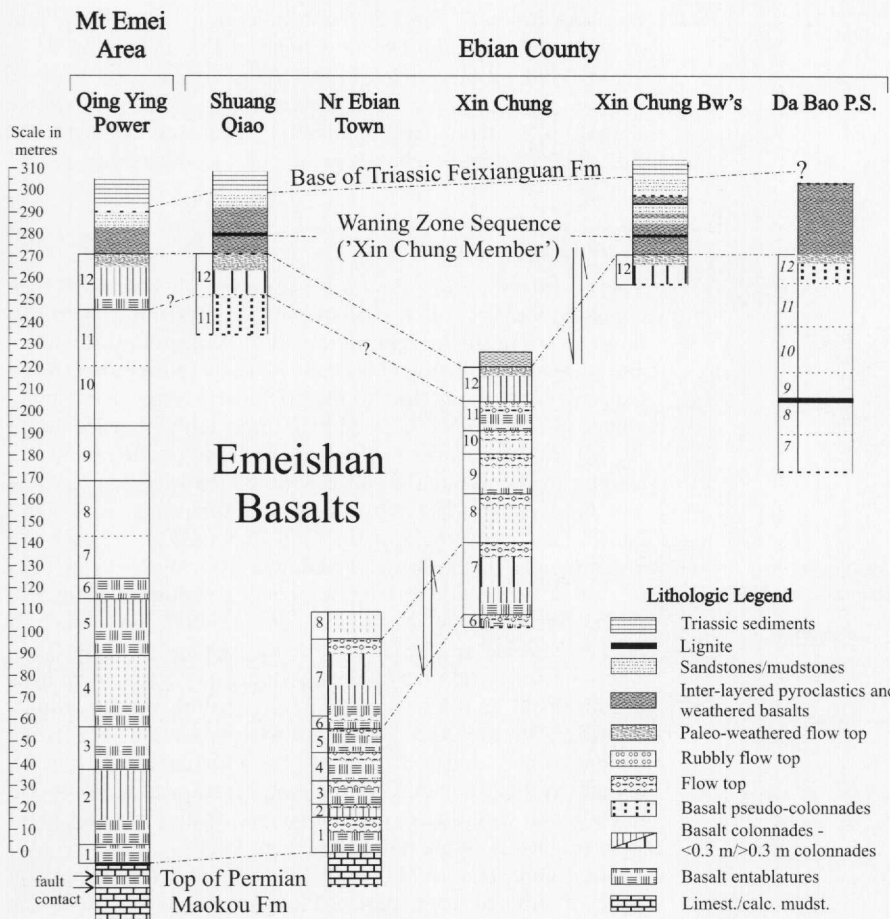 Mt Emei
Area
Ebian County
Qing Ying
Power
Shuang
Qiao
Nr Ebian
Town
Xin Chung
Xin Chung Bw's
Da Bao P.S.
Scale in
metres
310
300
290
280
270
260
250
240
230
220
210
200
190
180
170
160
150
140
130
120
110
100
90
80
70
60
50
40
30
20
10
0
12
11
10
9
8
7
6
5
4
3
2
1
fault
contact
12
11
8
7
6
5
4
3
2
1
12
11
10
9
8
7
6
12
12
11
10
9
8
7
Base of Triassic Feixianguan Fm
?
Waning Zone Sequence
('Xin Chung Member')
?
?
Emeishan
Basalts
Top of Permian
Maokou Fm
Lithologic Legend
Triassic sediments
Lignite
Sandstones/mudstones
Inter-layered pyroclastics and
weathered basalts
Paleo-weathered flow top
Rubbly flow top
Flow top
Basalt pseudo-colonnades
Basalt colonnades -
<0.3 m/>0.3 m colonnades
Basalt entablatures
Limest./calc. mudst.